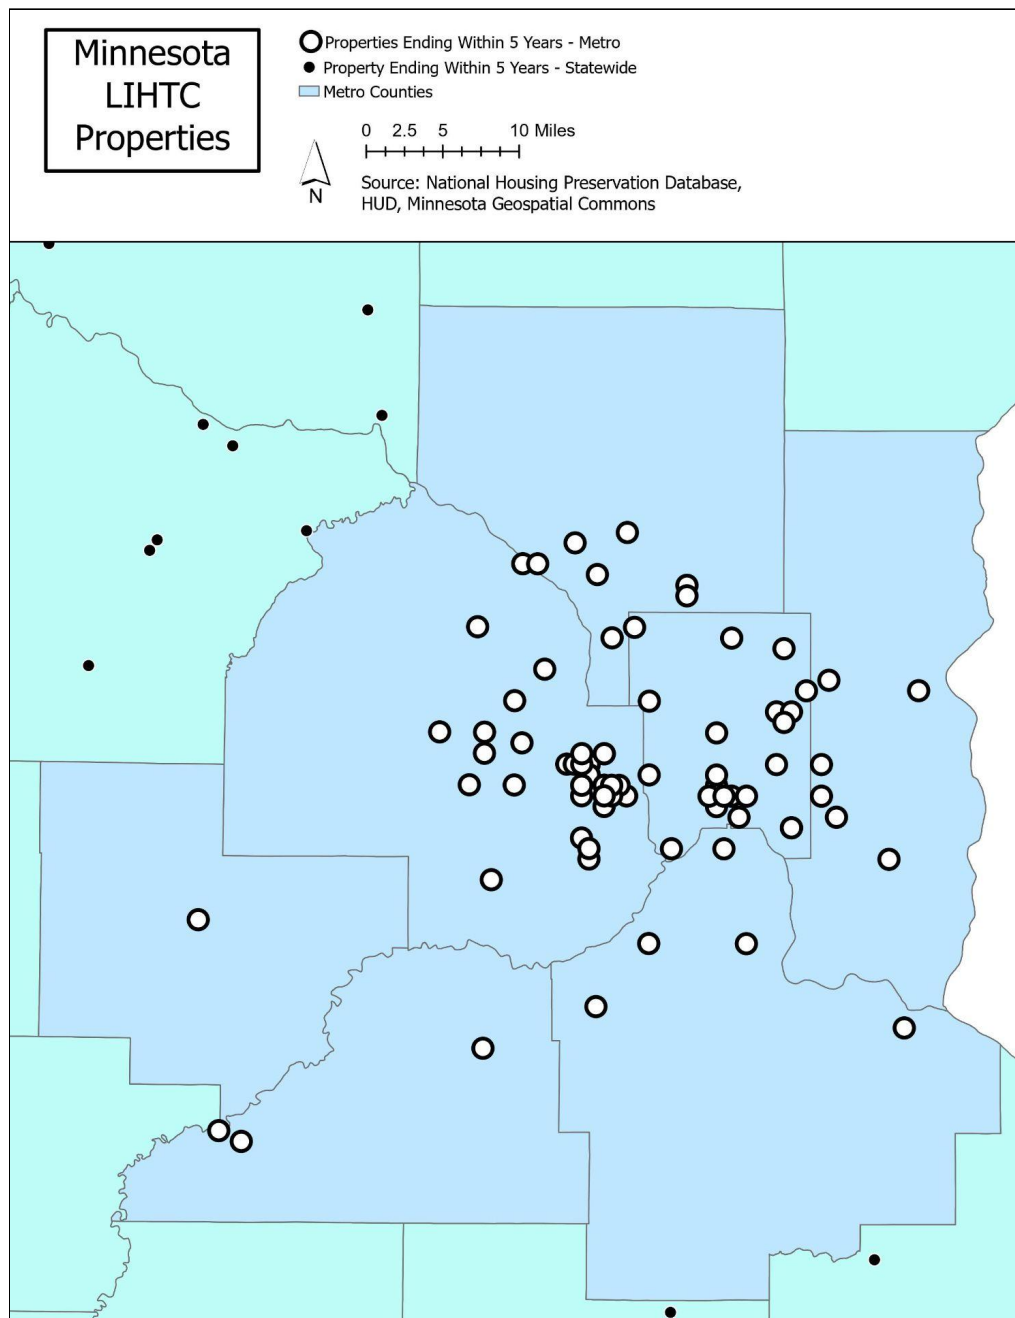 Minnesota
LIHTC
Properties
Properties Ending Within 5 Years - Metro
Property Ending Within 5 Years - Statewide
Metro Counties
0 2.5 5 10 Miles
N
Source: National Housing Preservation Database,
HUD, Minnesota Geospatial Commons